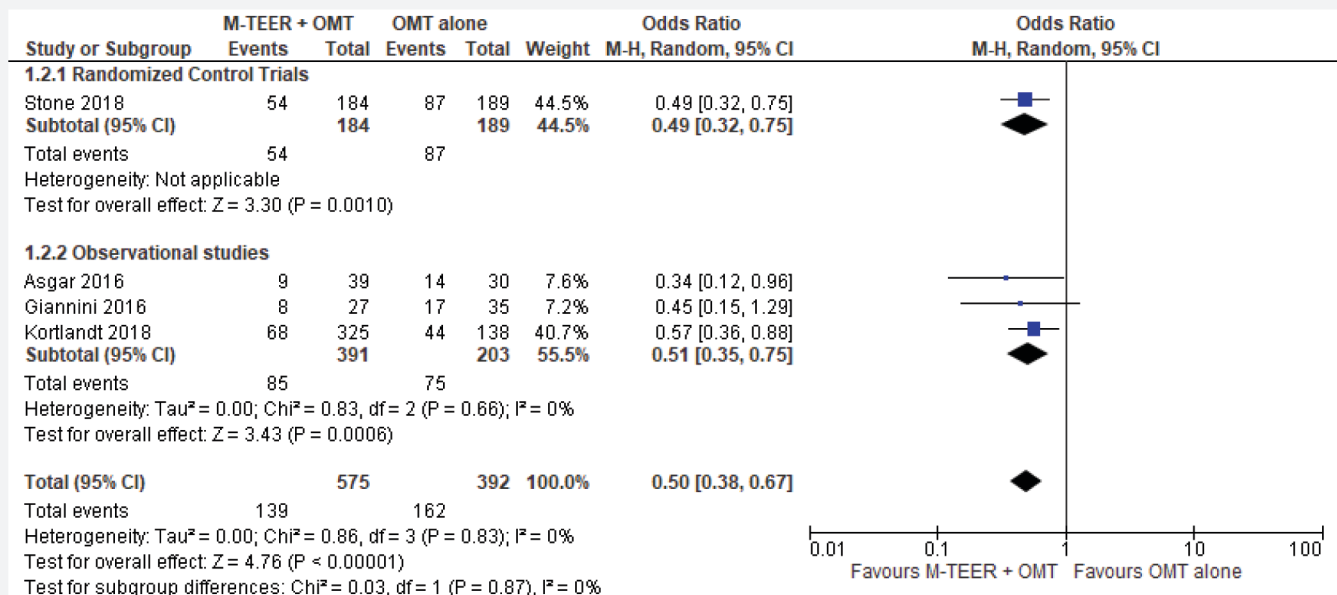 M-TEER + OMT OMT alone Odds Ratio Odds Ratio
Study or Subgroup Events Total Events Total Weight M-H, Random, 95% CI M-H, Random, 95% CI
1.2.1 Randomized Control Trials
Stone 2018 54 184 87 189 44.5% 0.49 [0.32, 0.75]
Subtotal (95% CI) 184 189 44.5% 0.49 [0.32, 0.75]
Total events 54 87
Heterogeneity: Not applicable
Test for overall effect: Z = 3.30 (P = 0.0010)
1.2.2 Observational studies
Asgar 2016 9 39 14 30 7.6% 0.34 [0.12, 0.96]
Giannini 2016 8 27 17 35 7.2% 0.45 [0.15, 1.29]
Kortlandt 2018 68 325 44 138 40.7% 0.57 [0.36, 0.88]
Subtotal (95% CI) 391 203 55.5% 0.51 [0.35, 0.75]
Total events 85 75
Heterogeneity: Tau² = 0.00; Chi² = 0.83, df = 2 (P = 0.66); I² = 0%
Test for overall effect: Z = 3.43 (P = 0.0006)
Total (95% CI) 575 392 100.0% 0.50 [0.38, 0.67]
Total events 139 162
Heterogeneity: Tau² = 0.00; Chi² = 0.86, df = 3 (P = 0.83); I² = 0%
Test for overall effect: Z = 4.76 (P < 0.00001)
Test for subgroup differences: Chi² = 0.03, df = 1 (P = 0.87), I² = 0%
0.01 0.1 1 10 100
Favours M-TEER + OMT Favours OMT alone